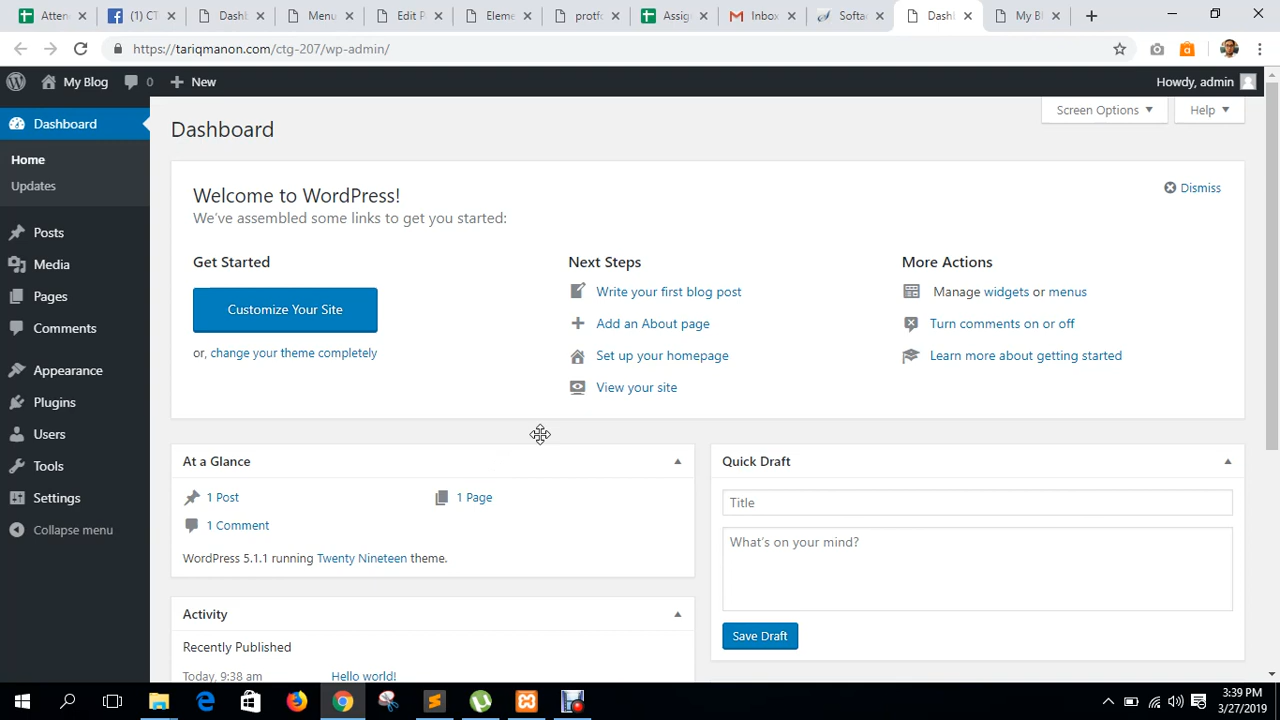 Atten
(1) CT
Dashb
Menu
Edit P
Eleme
protfo
Assig
Inbox
Softac
Dashb
My Bl
https://tariqmanon.com/ctg-207/wp-admin/
My Blog
0
New
Howdy, admin
Dashboard
Home
Updates
Posts
Media
Pages
Comments
Appearance
Plugins
Users
Tools
Settings
Collapse menu
Screen Options
Help
Dashboard
Welcome to WordPress!
We've assembled some links to get you started:
Dismiss
Get Started
Customize Your Site
or, change your theme completely
Next Steps
Write your first blog post
Add an About page
Set up your homepage
View your site
More Actions
Manage widgets or menus
Turn comments on or off
Learn more about getting started
At a Glance
1 Post
1 Page
1 Comment
WordPress 5.1.1 running Twenty Nineteen theme.
Activity
Recently Published
Today, 9:38 am
Hello world!
Quick Draft
Title
What's on your mind?
Save Draft
3:39 PM
3/27/2019